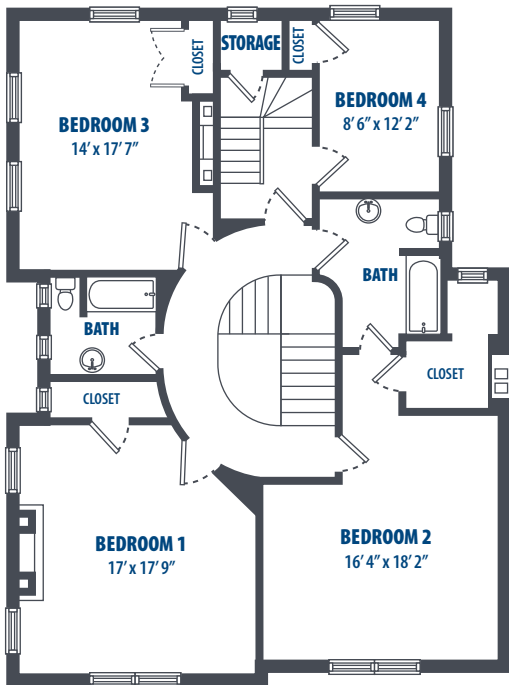 CLOSET
STORAGE
CLOSET
BEDROOM 3
14’ x 17’ 7”
BEDROOM 4
8’ 6” x 12’ 2”
BATH
BATH
CLOSET
CLOSET
BEDROOM 1
17’ x 17’ 9”
BEDROOM 2
16’ 4” x 18’ 2”